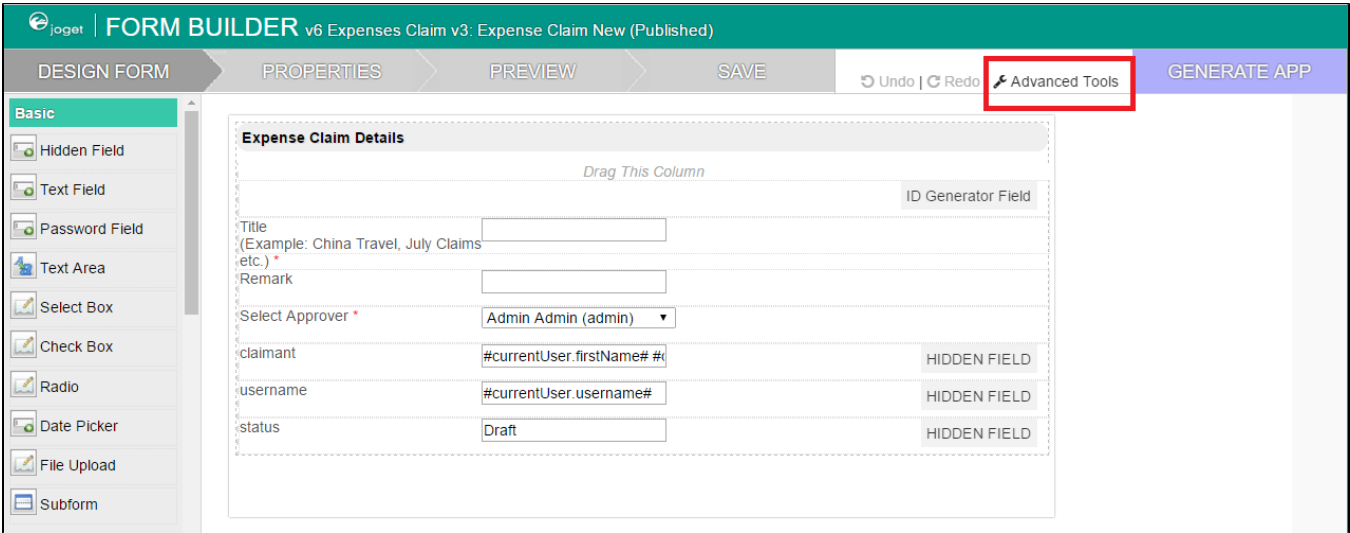 joget | FORM BUILDER v6 Expenses Claim v3: Expense Claim New (Published)
DESIGN FORM PROPERTIES PREVIEW SAVE Undo | Redo Advanced Tools GENERATE APP
Basic
Hidden Field
Text Field
Password Field
Text Area
Select Box
Check Box
Radio
Date Picker
File Upload
Subform
Expense Claim Details
Drag This Column
ID Generator Field
Title
(Example: China Travel, July Claims
etc.) *
Remark
Select Approver * Admin Admin (admin)
claimant #currentUser.firstName# #c HIDDEN FIELD
username #currentUser.username# HIDDEN FIELD
status Draft HIDDEN FIELD